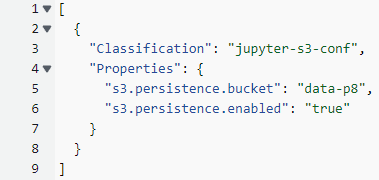 1 [
2 {
3 "Classification": "jupyter-s3-conf",
4 "Properties": {
5 "s3.persistence.bucket": "data-p8",
6 "s3.persistence.enabled": "true"
7 }
8 }
9 ]